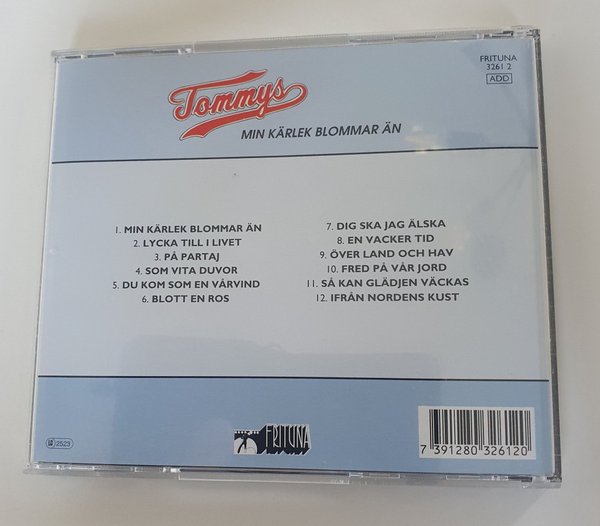 FRITUNA
3261 2
ADD
Tommys
MIN KÄRLEK BLOMMAR ÄN
1. MIN KÄRLEK BLOMMAR ÄN
2. LYCKA TILL I LIVET
3. PÅ PARTAJ
4. SOM VITA DUVOR
5. DU KOM SOM EN VÅRVIND
6. BLOTT EN ROS
7. DIG SKA JAG ÄLSKA
8. EN VACKER TID
9. ÖVER LAND OCH HAV
10. FRED PÅ VÅR JORD
11. SÅ KAN GLÄDJEN VÄCKAS
12. IFRÅN NORDENS KUST
2523
FRITUNA
7 391280 326120